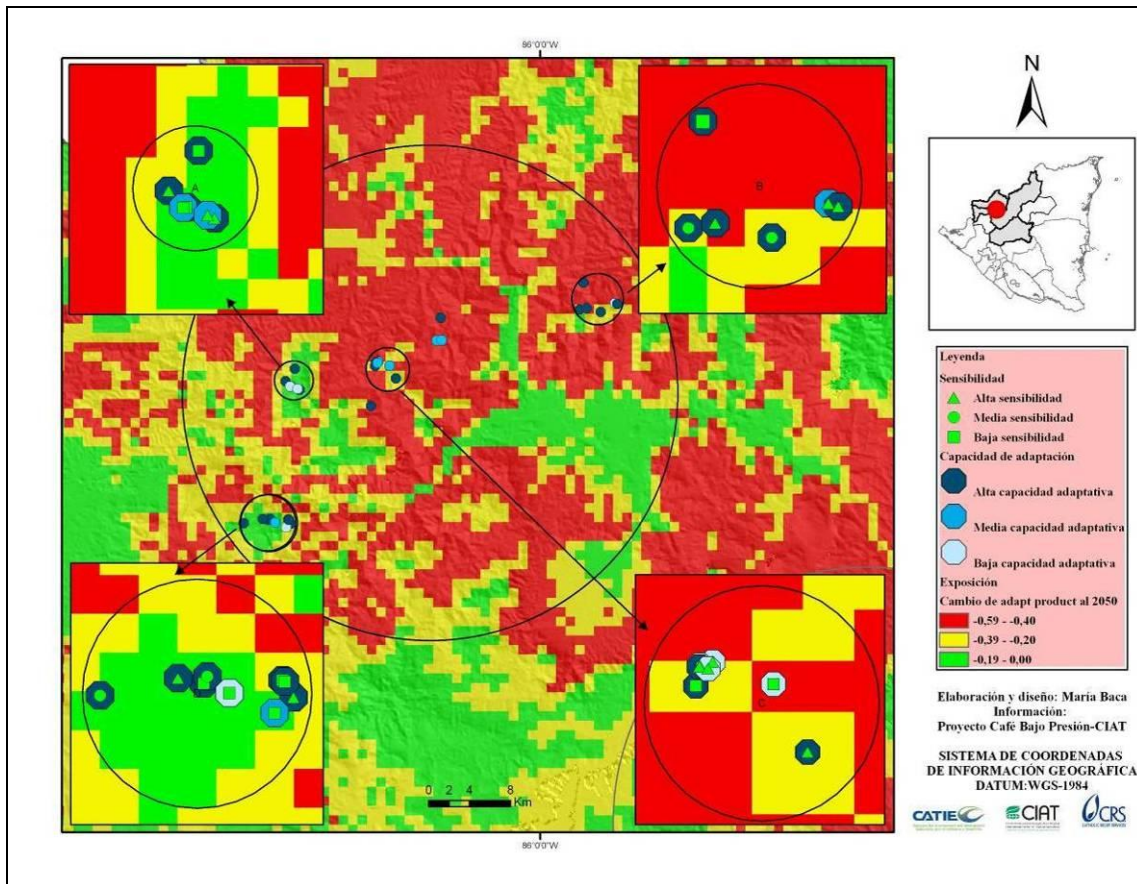 86°0'0"W
A
B
C
0 2 4 8
Km
86°0'0"W
N
Leyenda
Sensibilidad
Alta sensibilidad
Media sensibilidad
Baja sensibilidad
Capacidad de adaptación
Alta capacidad adaptativa
Media capacidad adaptativa
Baja capacidad adaptativa
Exposición
Cambio de adapt product al 2050
-0,59 - -0,40
-0,39 - -0,20
-0,19 - 0,00
Elaboración y diseño: María Baca
Información:
Proyecto Café Bajo Presión-CIAT
SISTEMA DE COORDENADAS
DE INFORMACIÓN GEOGRÁFICA
DATUM:WGS-1984
CATIE
CIAT
CRS